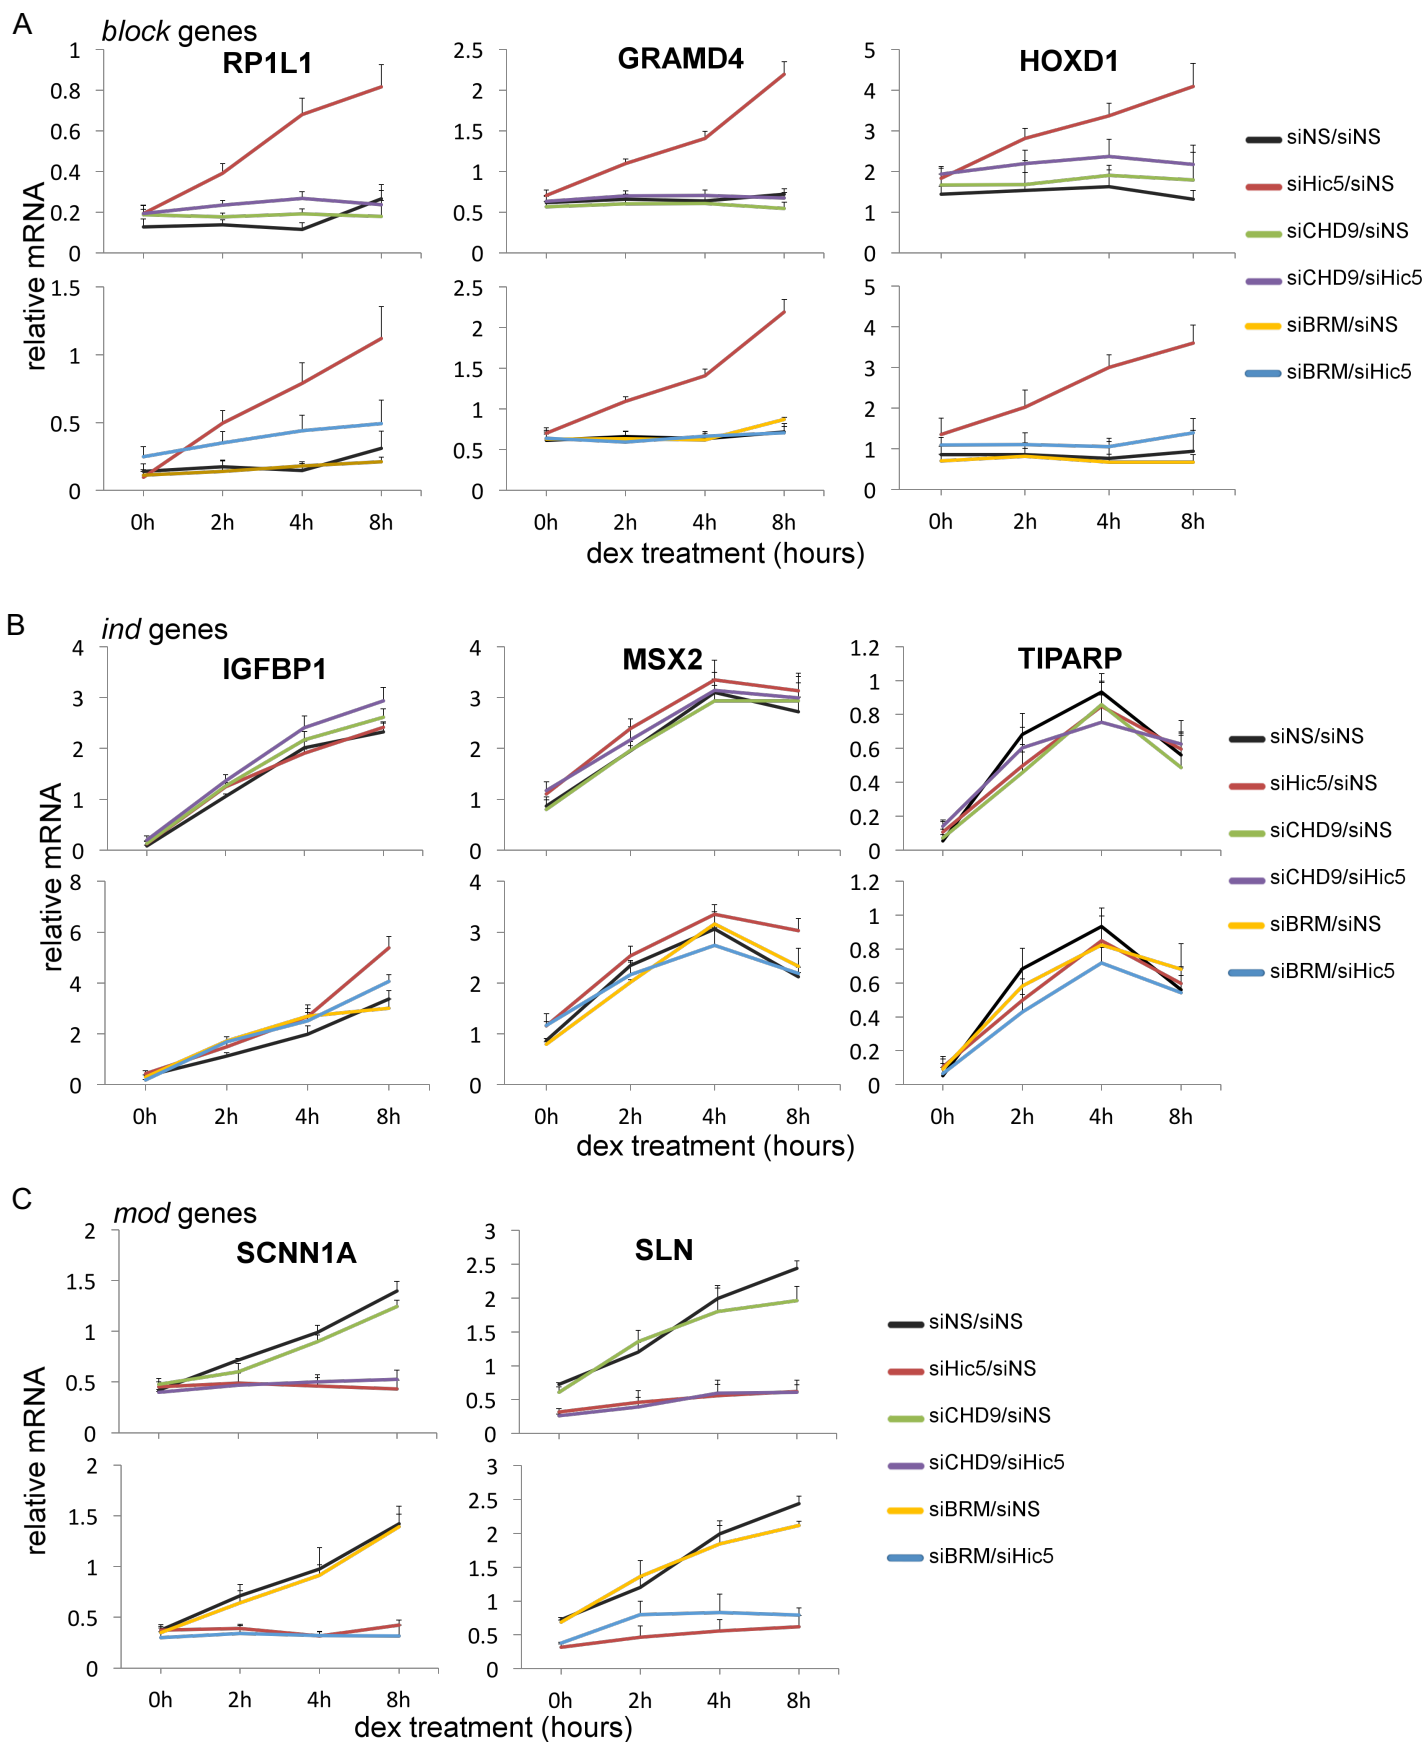 A
block genes
RP1L1
GRAMD4
HOXD1
1
0.8
0.6
0.4
0.2
0
2.5
2
1.5
1
0.5
0
5
4
3
2
1
0
siNS/siNS
siHic5/siNS
siCHD9/siNS
siCHD9/siHic5
siBRM/siNS
siBRM/siHic5
relative mRNA
1.5
1
0.5
0
2.5
2
1.5
1
0.5
0
5
4
3
2
1
0
0h 2h 4h 8h
0h 2h 4h 8h
0h 2h 4h 8h
dex treatment (hours)
B
ind genes
IGFBP1
MSX2
TIPARP
4
3
2
1
0
4
3
2
1
0
1.2
1
0.8
0.6
0.4
0.2
0
siNS/siNS
siHic5/siNS
siCHD9/siNS
siCHD9/siHic5
siBRM/siNS
siBRM/siHic5
relative mRNA
8
6
4
2
0
4
3
2
1
0
1.2
1
0.8
0.6
0.4
0.2
0
0h 2h 4h 8h
0h 2h 4h 8h
0h 2h 4h 8h
dex treatment (hours)
C
mod genes
SCNN1A
SLN
2
1.5
1
0.5
0
3
2.5
2
1.5
1
0.5
0
siNS/siNS
siHic5/siNS
siCHD9/siNS
siCHD9/siHic5
siBRM/siNS
siBRM/siHic5
relative mRNA
2
1.5
1
0.5
0
3
2.5
2
1.5
1
0.5
0
0h 2h 4h 8h
0h 2h 4h 8h
dex treatment (hours)